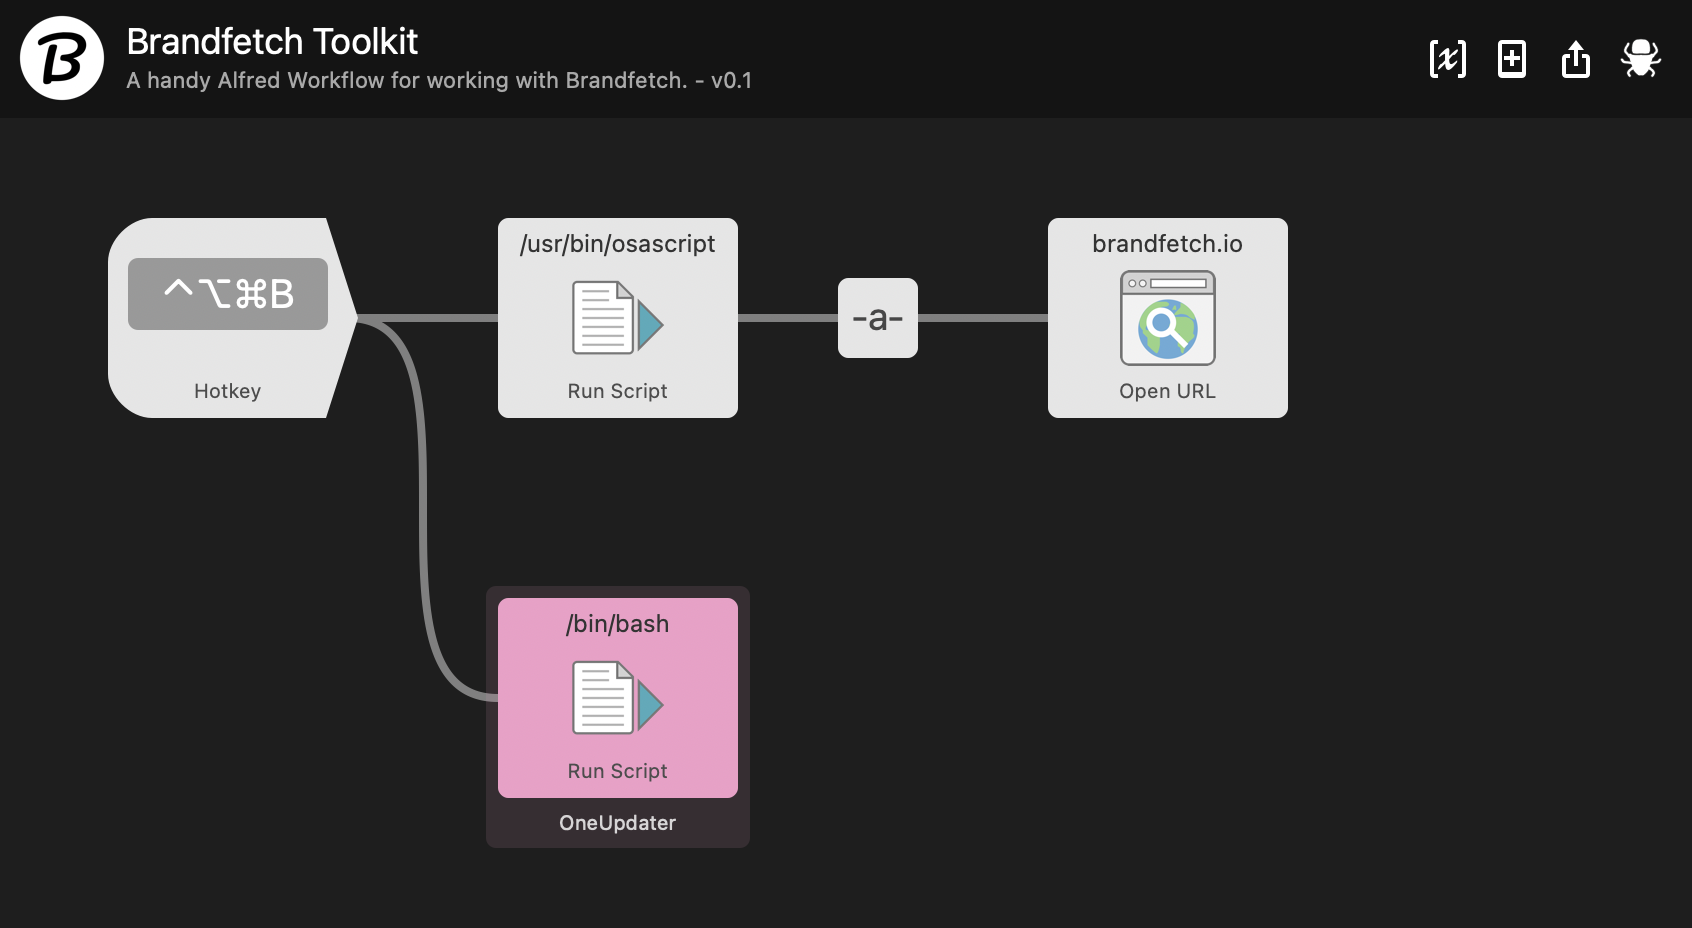 B
Brandfetch Toolkit
A handy Alfred Workflow for working with Brandfetch. - v0.1
[x]
⌃⌥⌘B
Hotkey
/usr/bin/osascript
Run Script
-a-
brandfetch.io
Open URL
/bin/bash
Run Script
OneUpdater